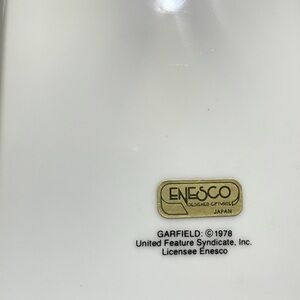 ENESCO
DESIGNED GIFTWARE
JAPAN
GARFIELD: © 1978
United Feature Syndicate, Inc.
Licensee Enesco